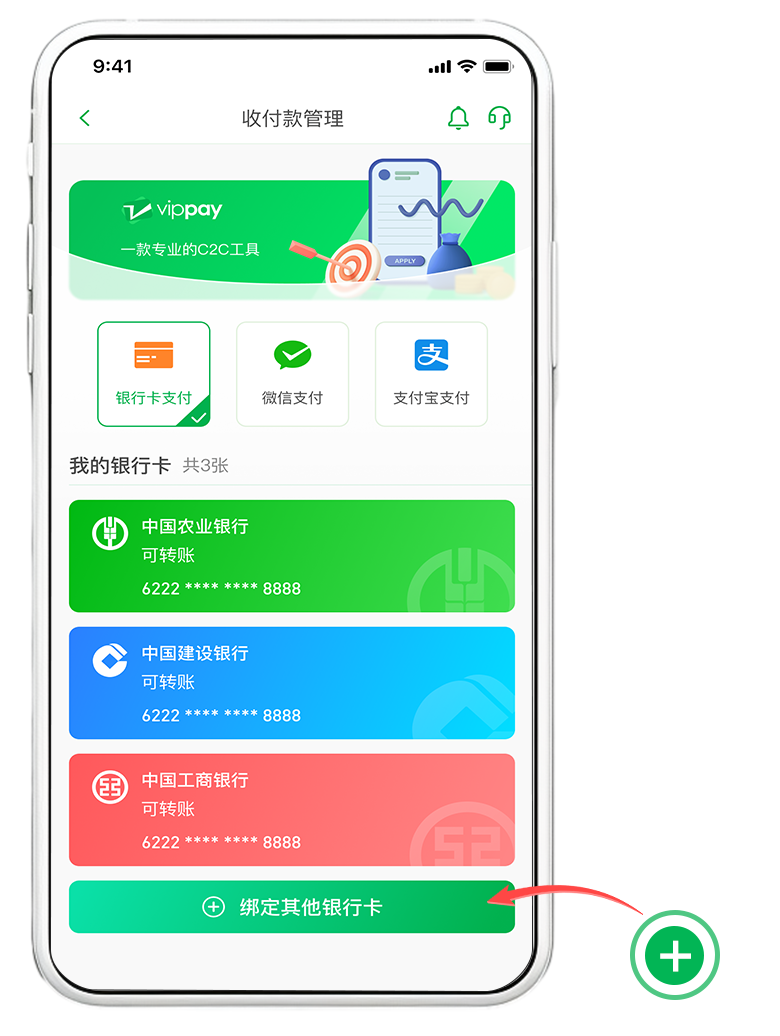 9:41
收付款管理
vippay
一款专业的C2C工具
APPLY
银行卡支付
微信支付
支付宝支付
我的银行卡 共3张
中国农业银行
可转账
6222 **** **** 8888
中国建设银行
可转账
6222 **** **** 8888
中国工商银行
可转账
6222 **** **** 8888
绑定其他银行卡